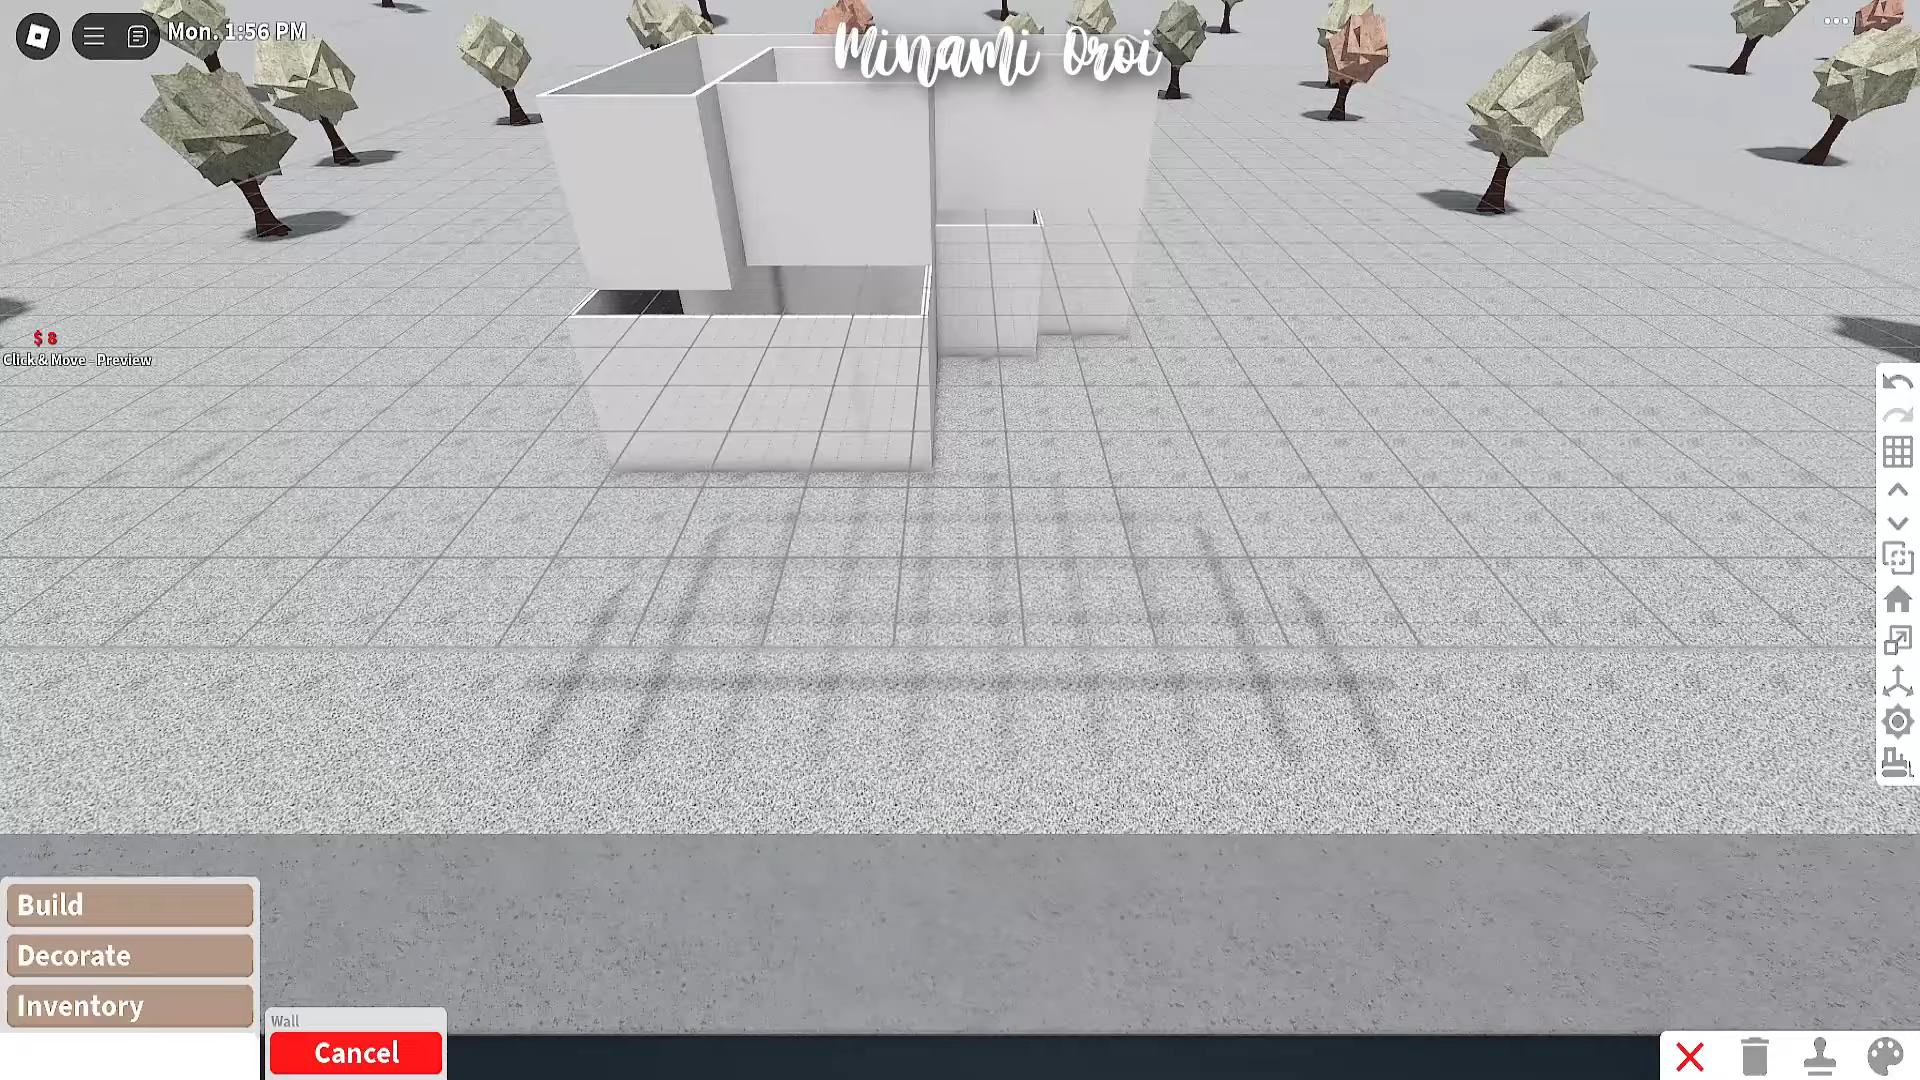 Mon. 1:56 PM
Minami Oroi
$ 8
Click & Move - Preview
Build
Decorate
Inventory
Wall
Cancel